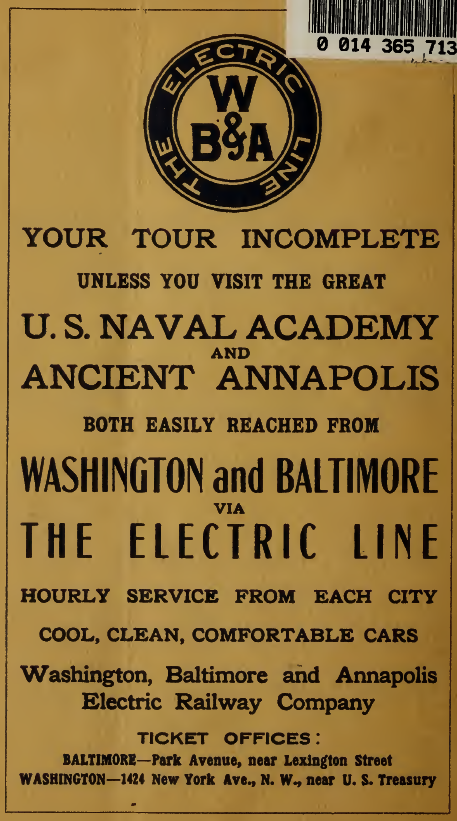 0 014 365 713
THE ELECTRIC LINE
W
B&A
YOUR TOUR INCOMPLETE
UNLESS YOU VISIT THE GREAT
U. S. NAVAL ACADEMY
AND
ANCIENT ANNAPOLIS
BOTH EASILY REACHED FROM
WASHINGTON and BALTIMORE
VIA
THE ELECTRIC LINE
HOURLY SERVICE FROM EACH CITY
COOL, CLEAN, COMFORTABLE CARS
Washington, Baltimore and Annapolis
Electric Railway Company
TICKET OFFICES:
BALTIMORE—Park Avenue, near Lexington Street
WASHINGTON—1424 New York Ave., N. W., near U. S. Treasury